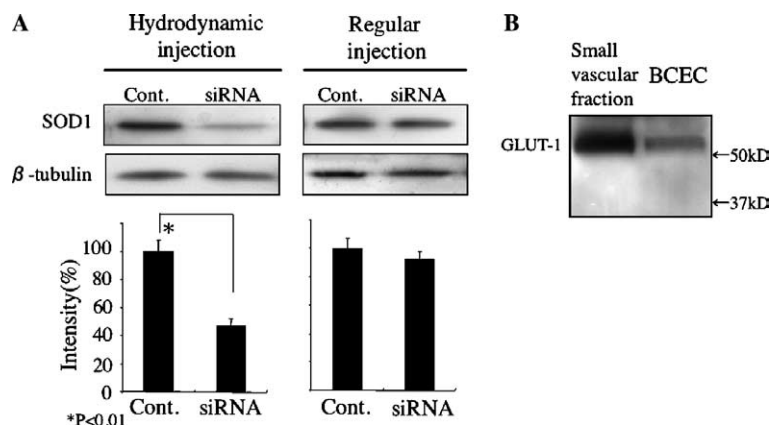 A
Hydrodynamic
injection
Regular
injection
Cont. siRNA
Cont. siRNA
SOD1
β-tubulin
Intensity(%)
100
80
60
40
20
0
*
Cont. siRNA
Cont. siRNA
*P<0.01
B
Small
vascular
fraction
BCEC
GLUT-1
←50kD
←37kD